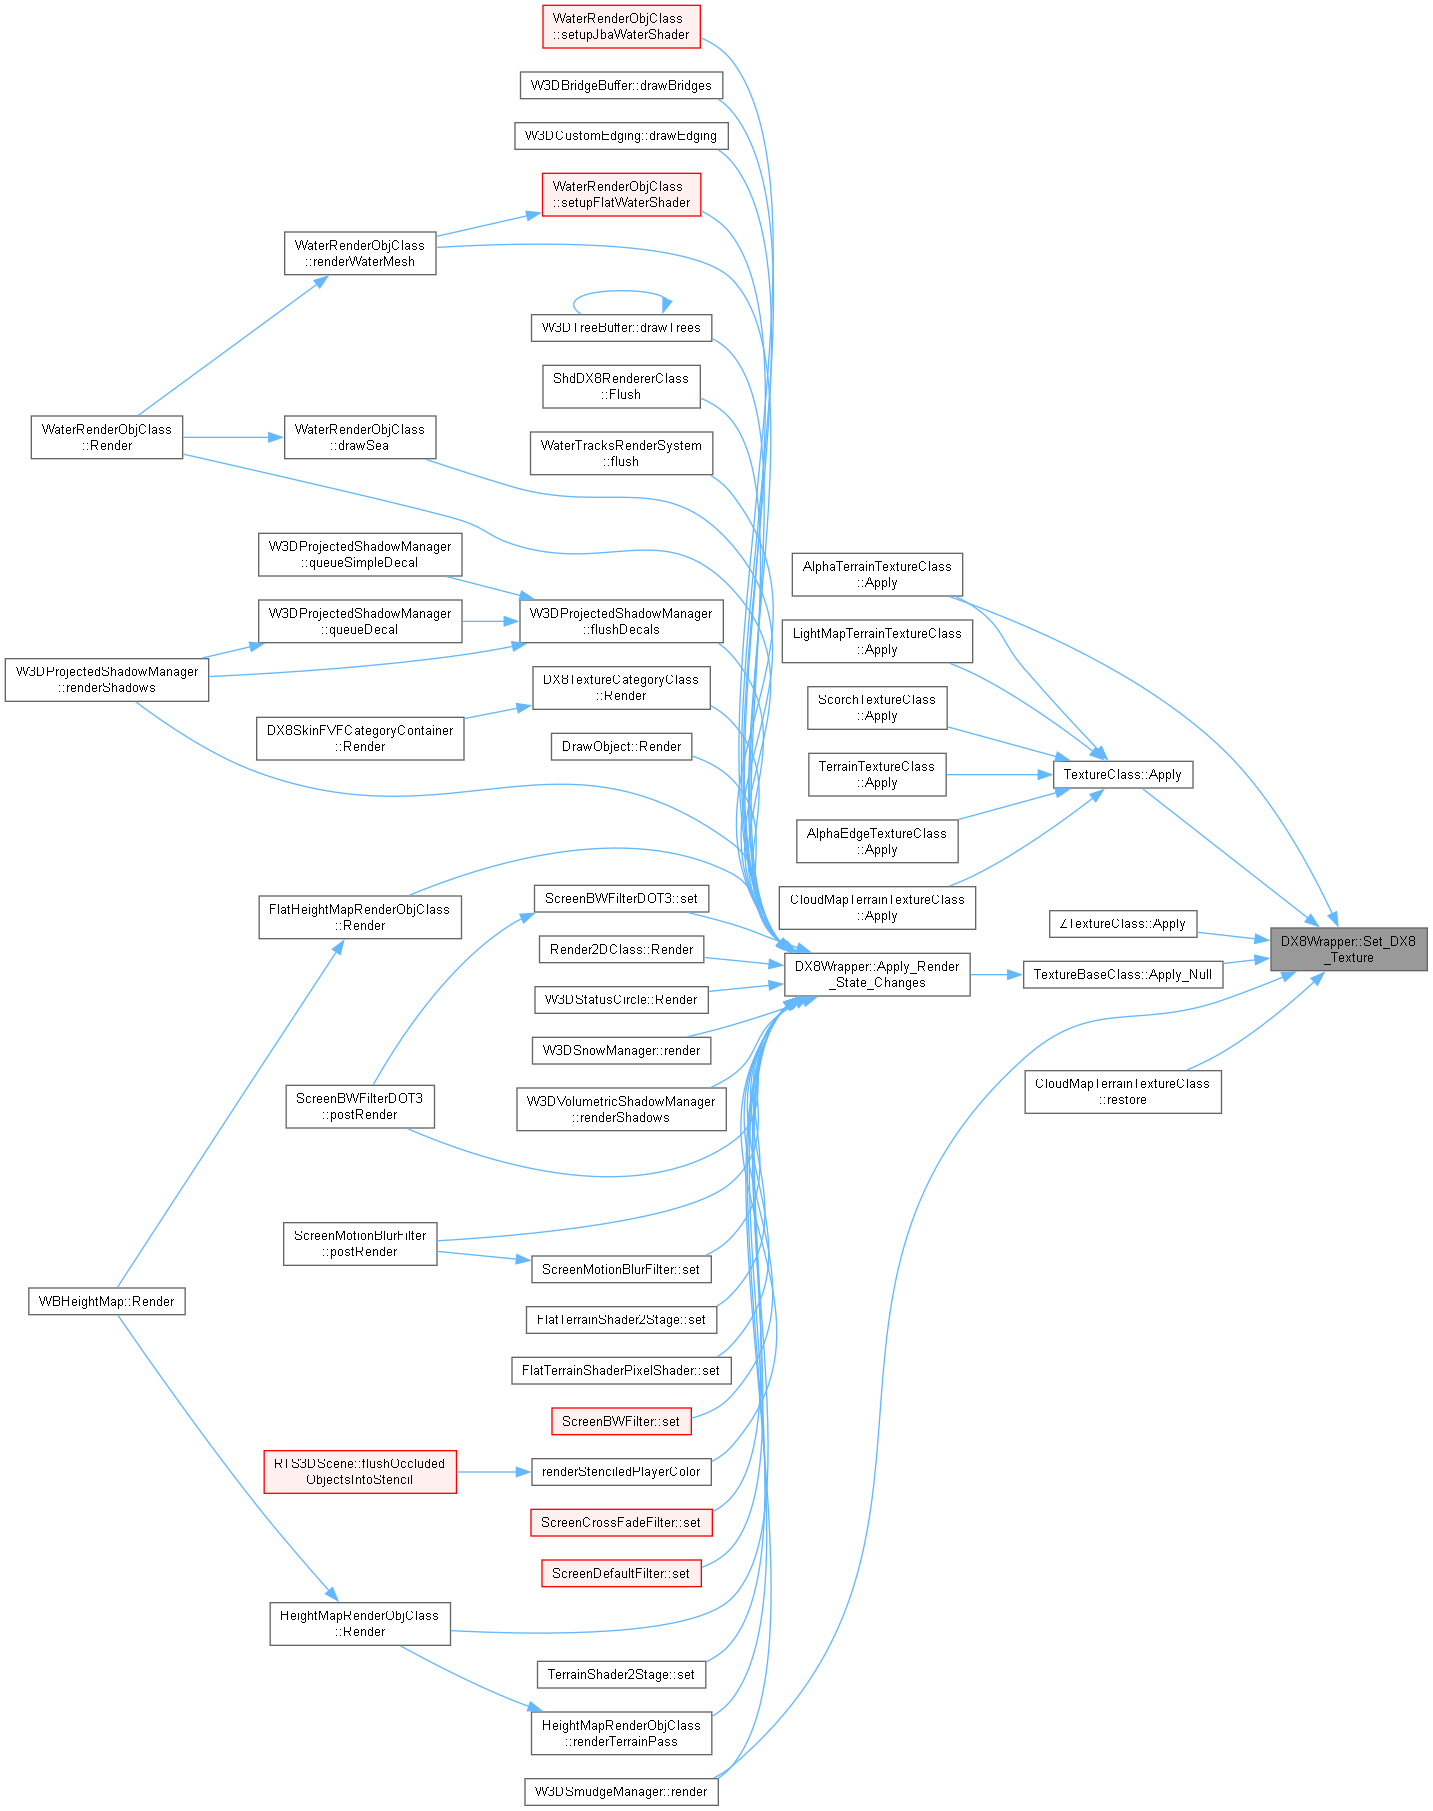 WaterRenderObjClass
::setupJbaWaterShader
W3DBridgeBuffer::drawBridges
W3DCustomEdging::drawEdging
WaterRenderObjClass
::setupFlatWaterShader
WaterRenderObjClass
::renderWaterMesh
W3DTreeBuffer::drawTrees
ShdDX8RendererClass
::Flush
WaterRenderObjClass
::Render
WaterRenderObjClass
::drawSea
WaterTracksRenderSystem
::flush
W3DProjectedShadowManager
::queueSimpleDecal
W3DProjectedShadowManager
::queueDecal
W3DProjectedShadowManager
::flushDecals
W3DProjectedShadowManager
::renderShadows
DX8TextureCategoryClass
::Render
DX8SkinFVFCategoryContainer
::Render
DrawObject::Render
AlphaTerrainTextureClass
::Apply
LightMapTerrainTextureClass
::Apply
ScorchTextureClass
::Apply
TerrainTextureClass
::Apply
TextureClass::Apply
AlphaEdgeTextureClass
::Apply
CloudMapTerrainTextureClass
::Apply
FlatHeightMapRenderObjClass
::Render
ScreenBWFilterDOT3::set
Render2DClass::Render
DX8Wrapper::Apply_Render
_State_Changes
ZTextureClass::Apply
TextureBaseClass::Apply_Null
DX8Wrapper::Set_DX8
_Texture
W3DStatusCircle::Render
W3DSnowManager::render
CloudMapTerrainTextureClass
::restore
ScreenBWFilterDOT3
::postRender
W3DVolumetricShadowManager
::renderShadows
ScreenMotionBlurFilter
::postRender
ScreenMotionBlurFilter::set
WBHeightMap::Render
FlatTerrainShader2Stage::set
FlatTerrainShaderPixelShader::set
ScreenBWFilter::set
RTS3DScene::flushOccluded
ObjectsIntoStencil
renderStenciledPlayerColor
ScreenCrossFadeFilter::set
ScreenDefaultFilter::set
HeightMapRenderObjClass
::Render
TerrainShader2Stage::set
HeightMapRenderObjClass
::renderTerrainPass
W3DSmudgeManager::render